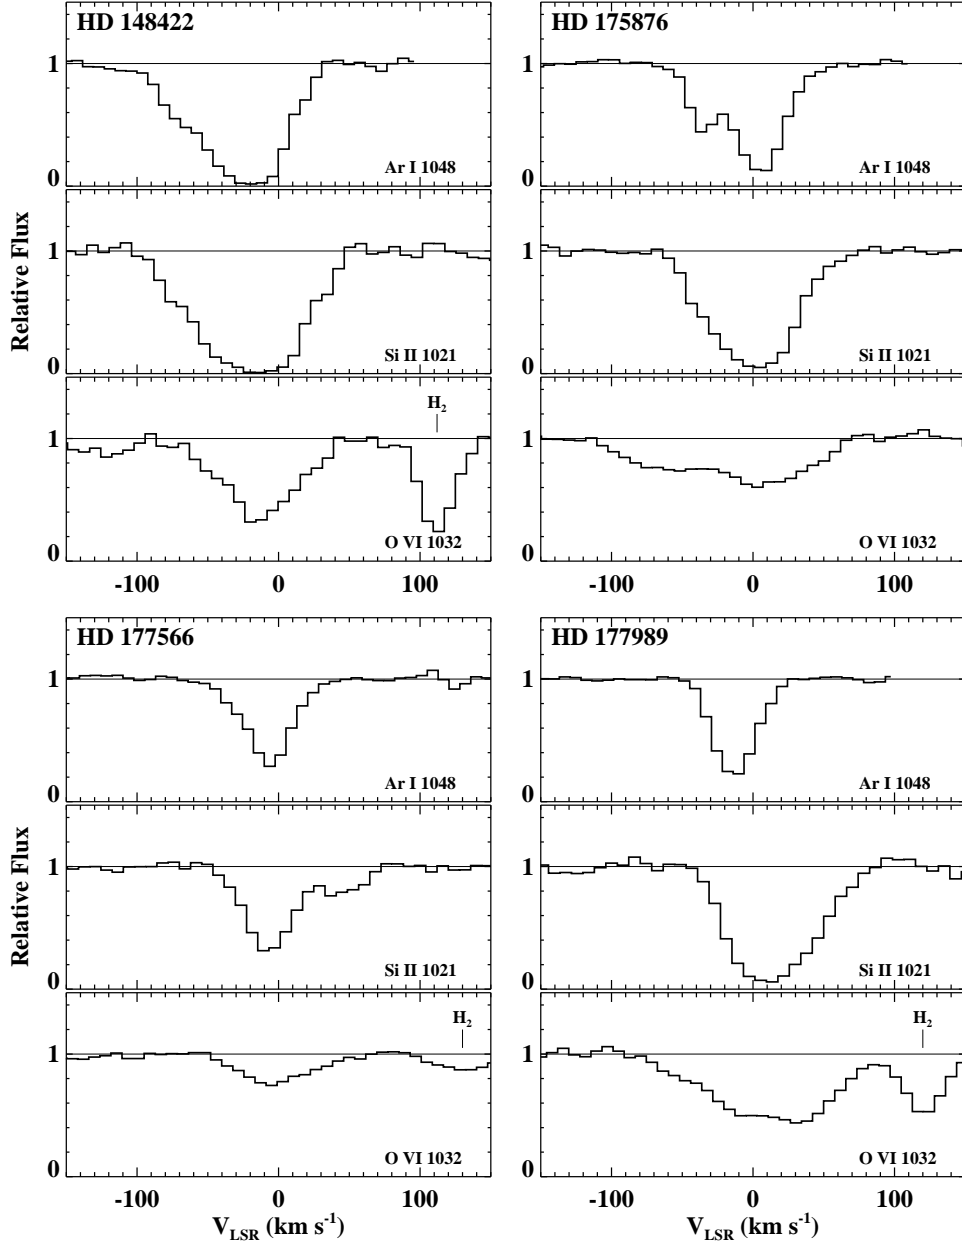 HD 148422
1
Ar I 1048
0
1
Si II 1021
0
H2
1
O VI 1032
0
-100 0 100
Relative Flux
HD 175876
1
Ar I 1048
0
1
Si II 1021
0
1
O VI 1032
0
-100 0 100
HD 177566
1
Ar I 1048
0
1
Si II 1021
0
H2
1
O VI 1032
0
-100 0 100
VLSR (km s-1)
Relative Flux
HD 177989
1
Ar I 1048
0
1
Si II 1021
0
H2
1
O VI 1032
0
-100 0 100
VLSR (km s-1)